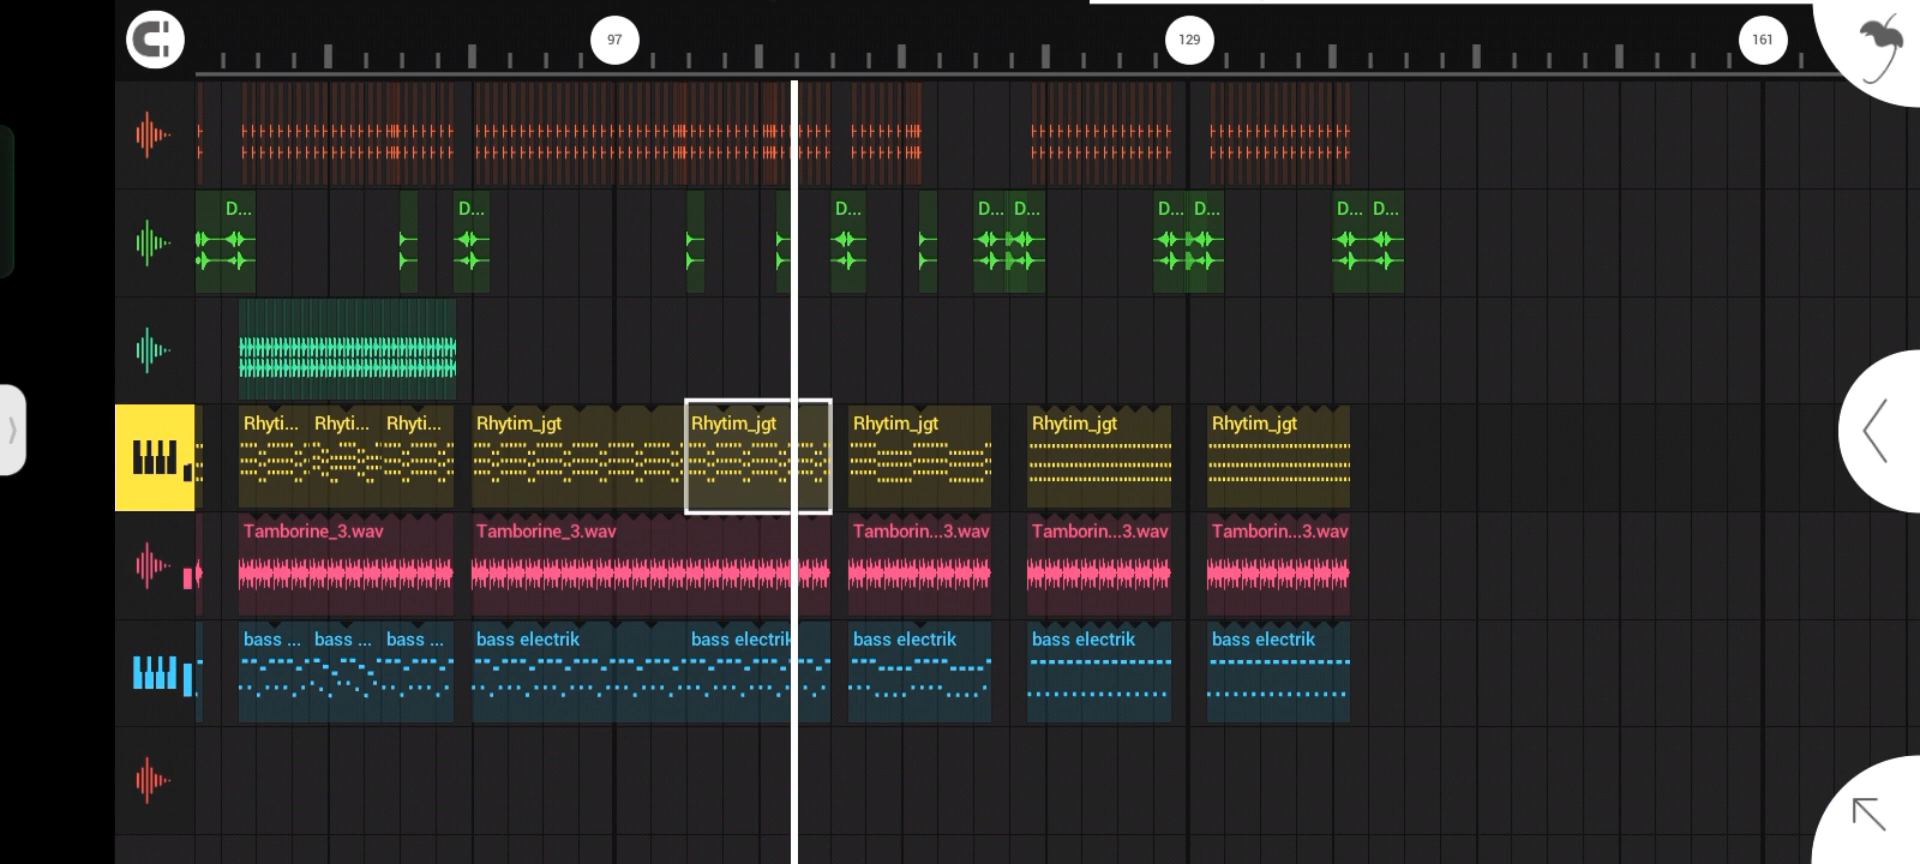 97 129 161
D... D... D... D... D... D... D... D... D...
Rhyti... Rhyti... Rhyti... Rhytim_jgt Rhytim_jgt Rhytim_jgt Rhytim_jgt Rhytim_jgt
Tamborine_3.wav Tamborine_3.wav Tamborin...3.wav Tamborin...3.wav Tamborin...3.wav
bass ... bass ... bass ... bass electrik bass electrik bass electrik bass electrik bass electrik